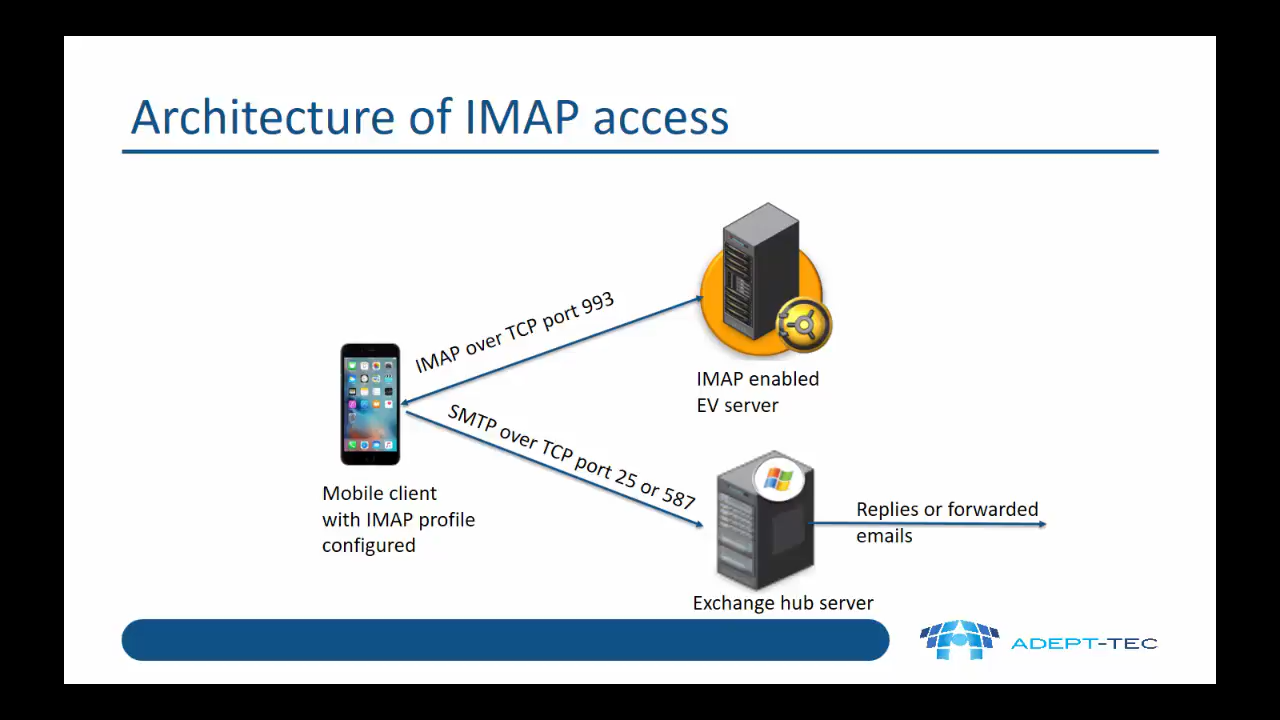 Architecture of IMAP access
IMAP over TCP port 993
IMAP enabled
EV server
SMTP over TCP port 25 or 587
Mobile client
with IMAP profile
configured
Replies or forwarded
emails
Exchange hub server
ADEPT-TEC